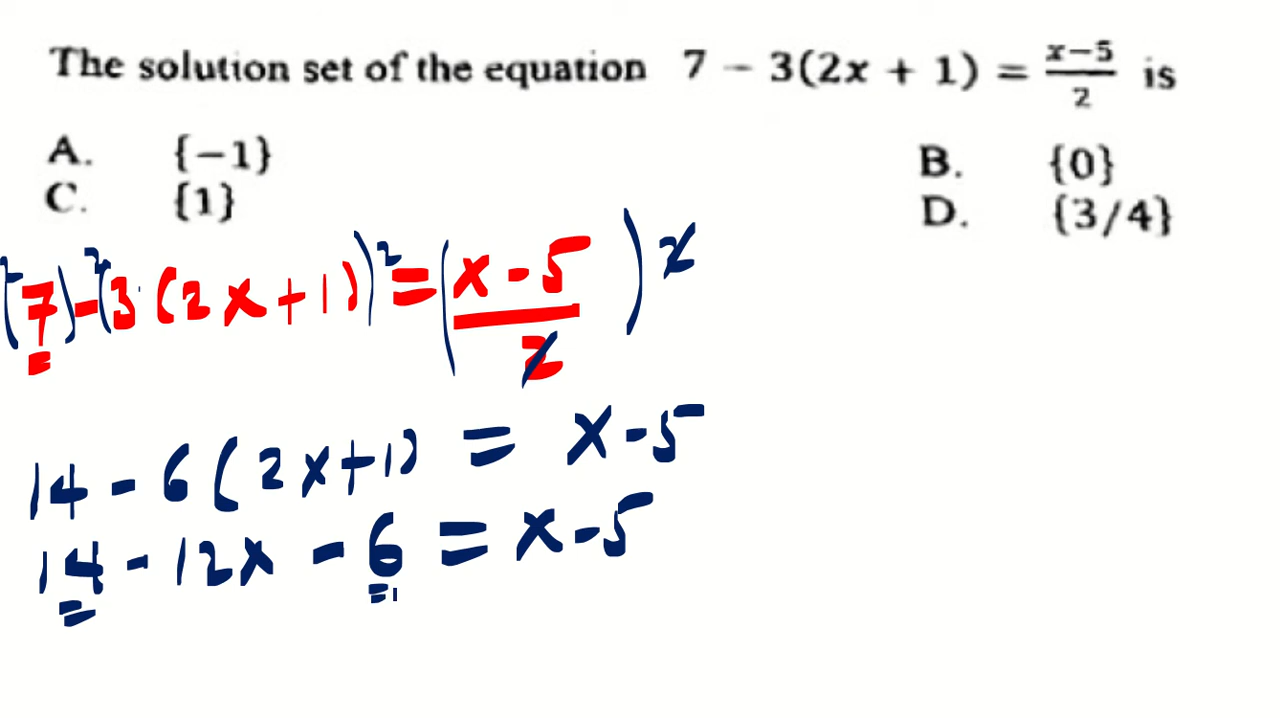 The solution set of the equation 7 – 3(2x + 1) = x−5/2 is
A. {−1} B. {0}
C. {1} D. {3/4}
(7)² - (3(2x+1))² = (x-5/2)2
14 - 6(2x+1) = x-5
14 - 12x - 6 = x-5